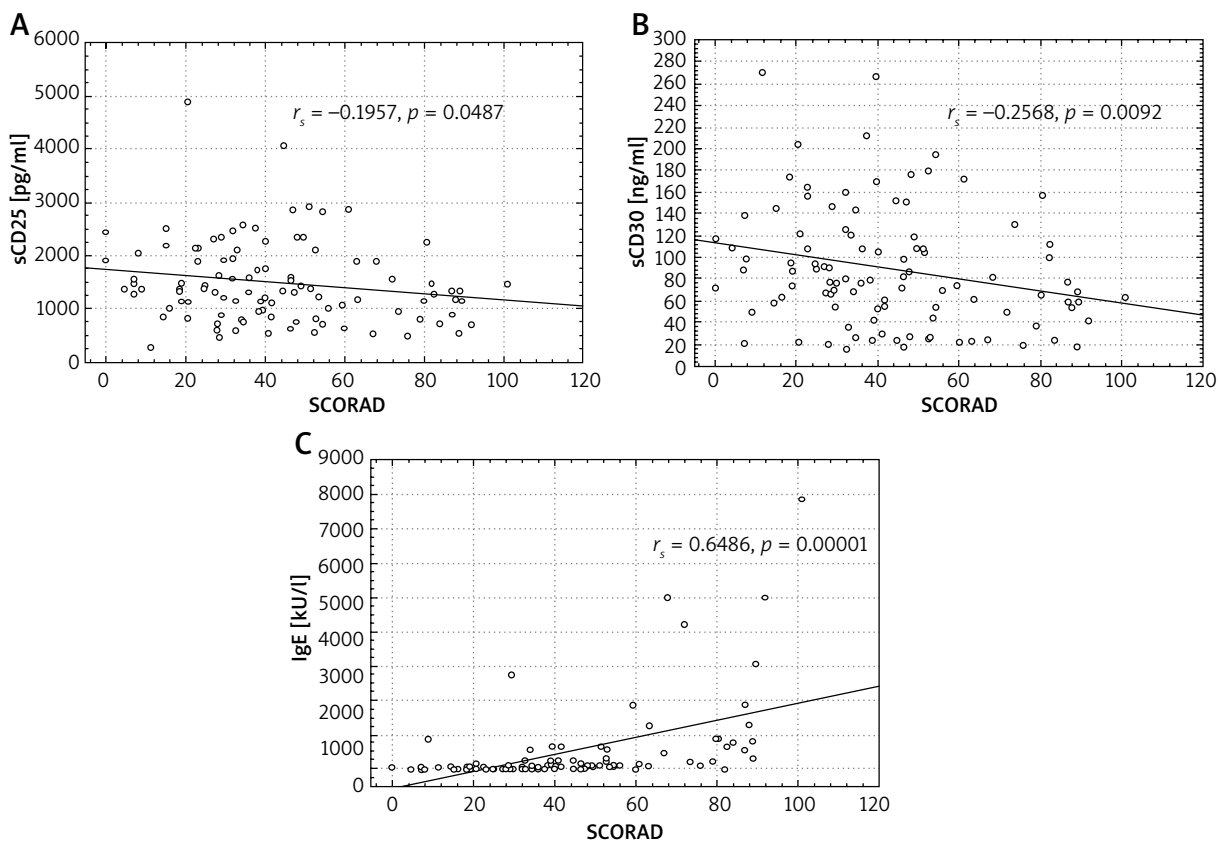 A
6000
5000
4000
3000
2000
1000
0
sCD25 [pg/ml]
r_s = −0.1957, p = 0.0487
0 20 40 60 80 100 120
SCORAD
B
300
280
260
240
220
200
180
160
140
120
100
80
60
40
20
0
sCD30 [ng/ml]
r_s = −0.2568, p = 0.0092
0 20 40 60 80 100 120
SCORAD
C
9000
8000
7000
6000
5000
4000
3000
2000
1000
0
IgE [kU/l]
r_s = 0.6486, p = 0.00001
0 20 40 60 80 100 120
SCORAD